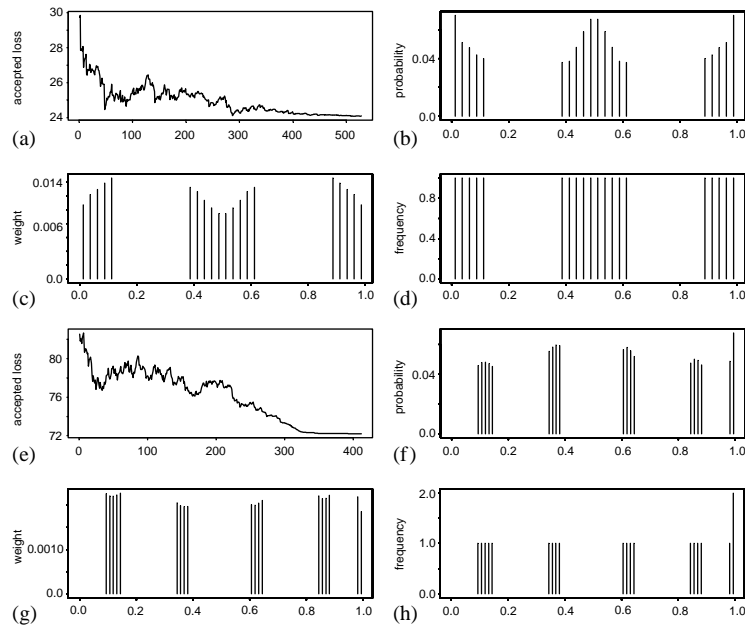 30
28
26
24
accepted loss
0 100 200 300 400 500
(a)
0.04
0.0
probability
0.0 0.2 0.4 0.6 0.8 1.0
(b)
0.014
0.006
0.0
weight
0.0 0.2 0.4 0.6 0.8 1.0
(c)
0.8
0.4
0.0
frequency
0.0 0.2 0.4 0.6 0.8 1.0
(d)
80
76
72
accepted loss
0 100 200 300 400
(e)
0.04
0.0
probability
0.0 0.2 0.4 0.6 0.8 1.0
(f)
0.0010
0.0
weight
0.0 0.2 0.4 0.6 0.8 1.0
(g)
2.0
1.0
0.0
frequency
0.0 0.2 0.4 0.6 0.8 1.0
(h)